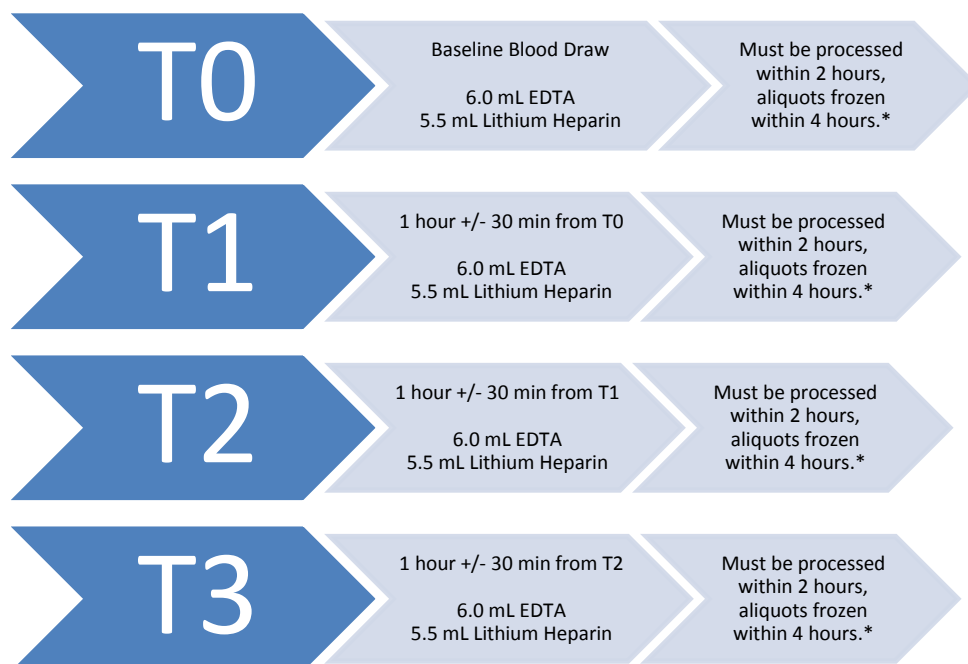 T0
Baseline Blood Draw
6.0 mL EDTA
5.5 mL Lithium Heparin
Must be processed
within 2 hours,
aliquots frozen
within 4 hours.*
T1
1 hour +/- 30 min from T0
6.0 mL EDTA
5.5 mL Lithium Heparin
Must be processed
within 2 hours,
aliquots frozen
within 4 hours.*
T2
1 hour +/- 30 min from T1
6.0 mL EDTA
5.5 mL Lithium Heparin
Must be processed
within 2 hours,
aliquots frozen
within 4 hours.*
T3
1 hour +/- 30 min from T2
6.0 mL EDTA
5.5 mL Lithium Heparin
Must be processed
within 2 hours,
aliquots frozen
within 4 hours.*